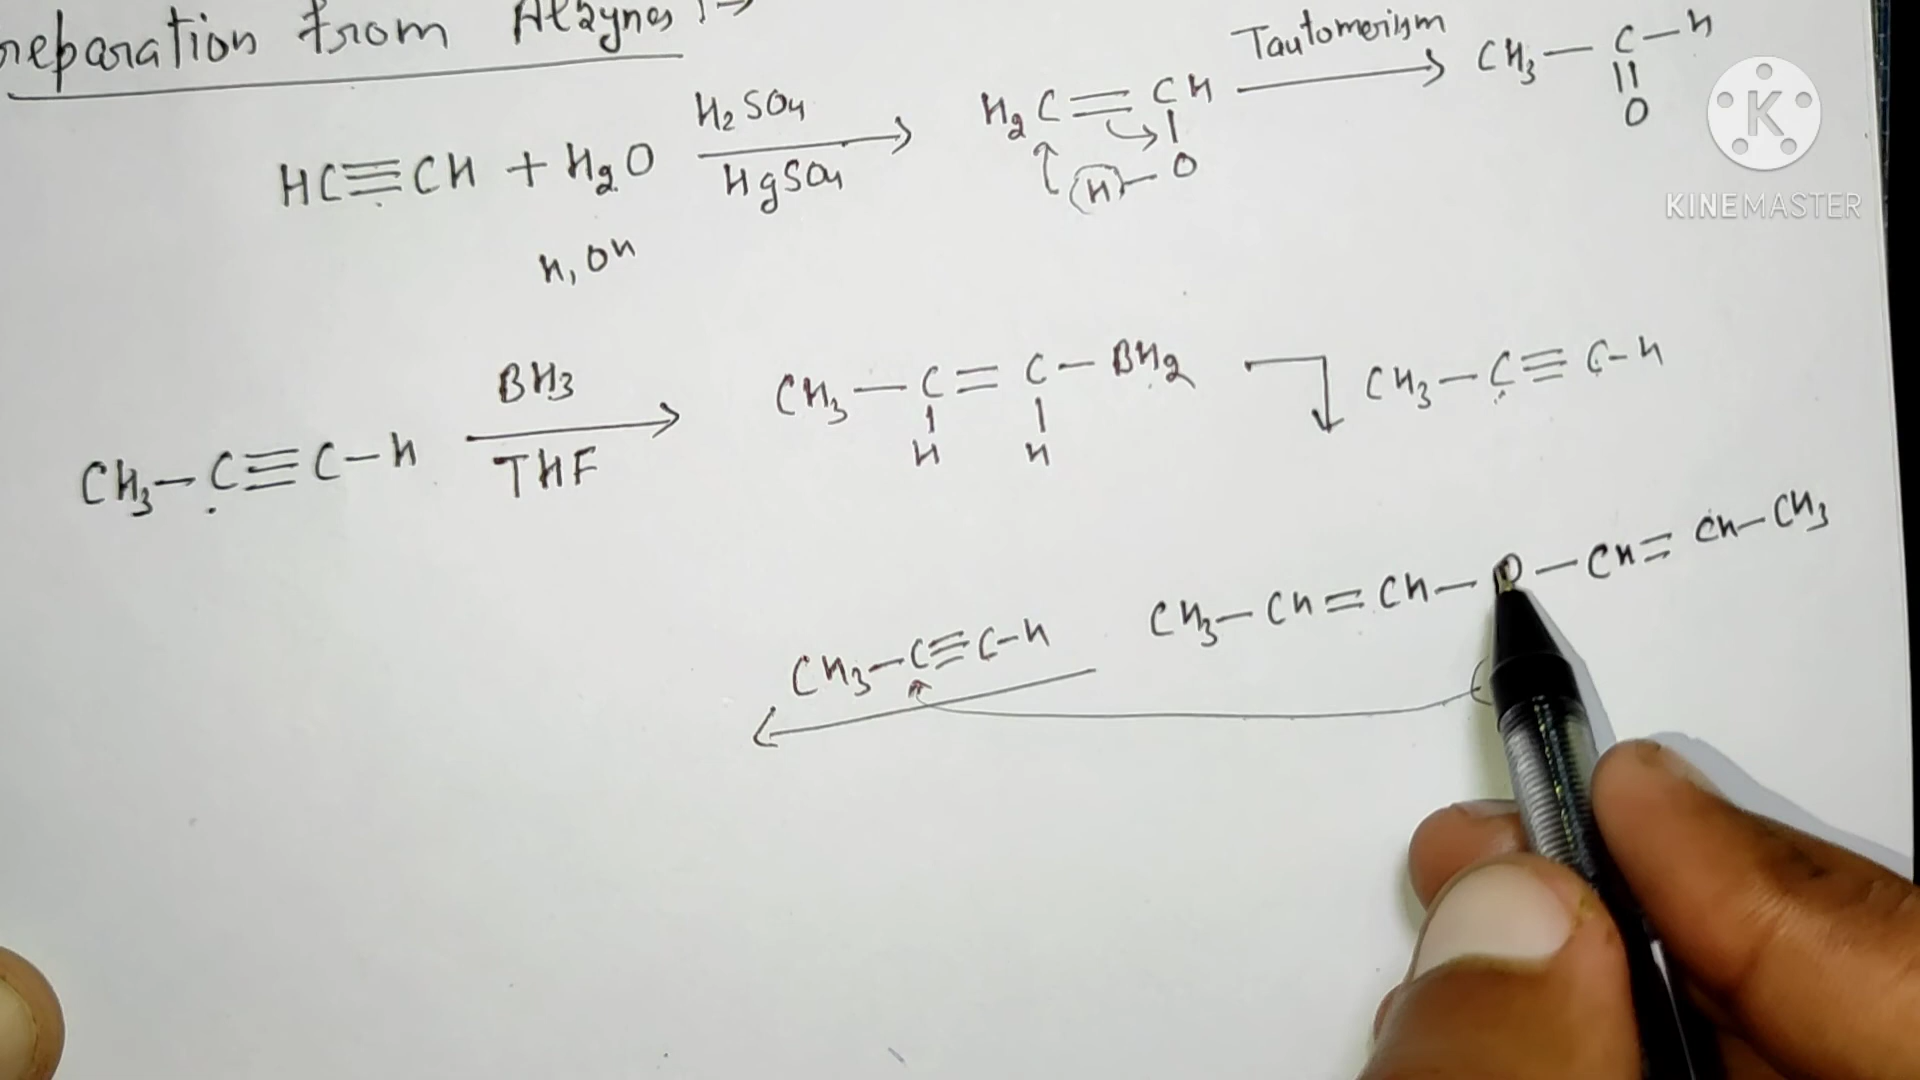 reparation from Alkynes :→
HC≡CH + H2O
H2SO4
HgSO4
H2C=CH
H-O
Tautomerism
CH3-C-H
O
H, OH
K
KINEMASTER
CH3-C≡C-H
BH3
THF
CH3-C=C-BH2
H H
CH3-C≡C-H
CH3-CH=CH- -CH=CH-CH3
CH3-C≡C-H